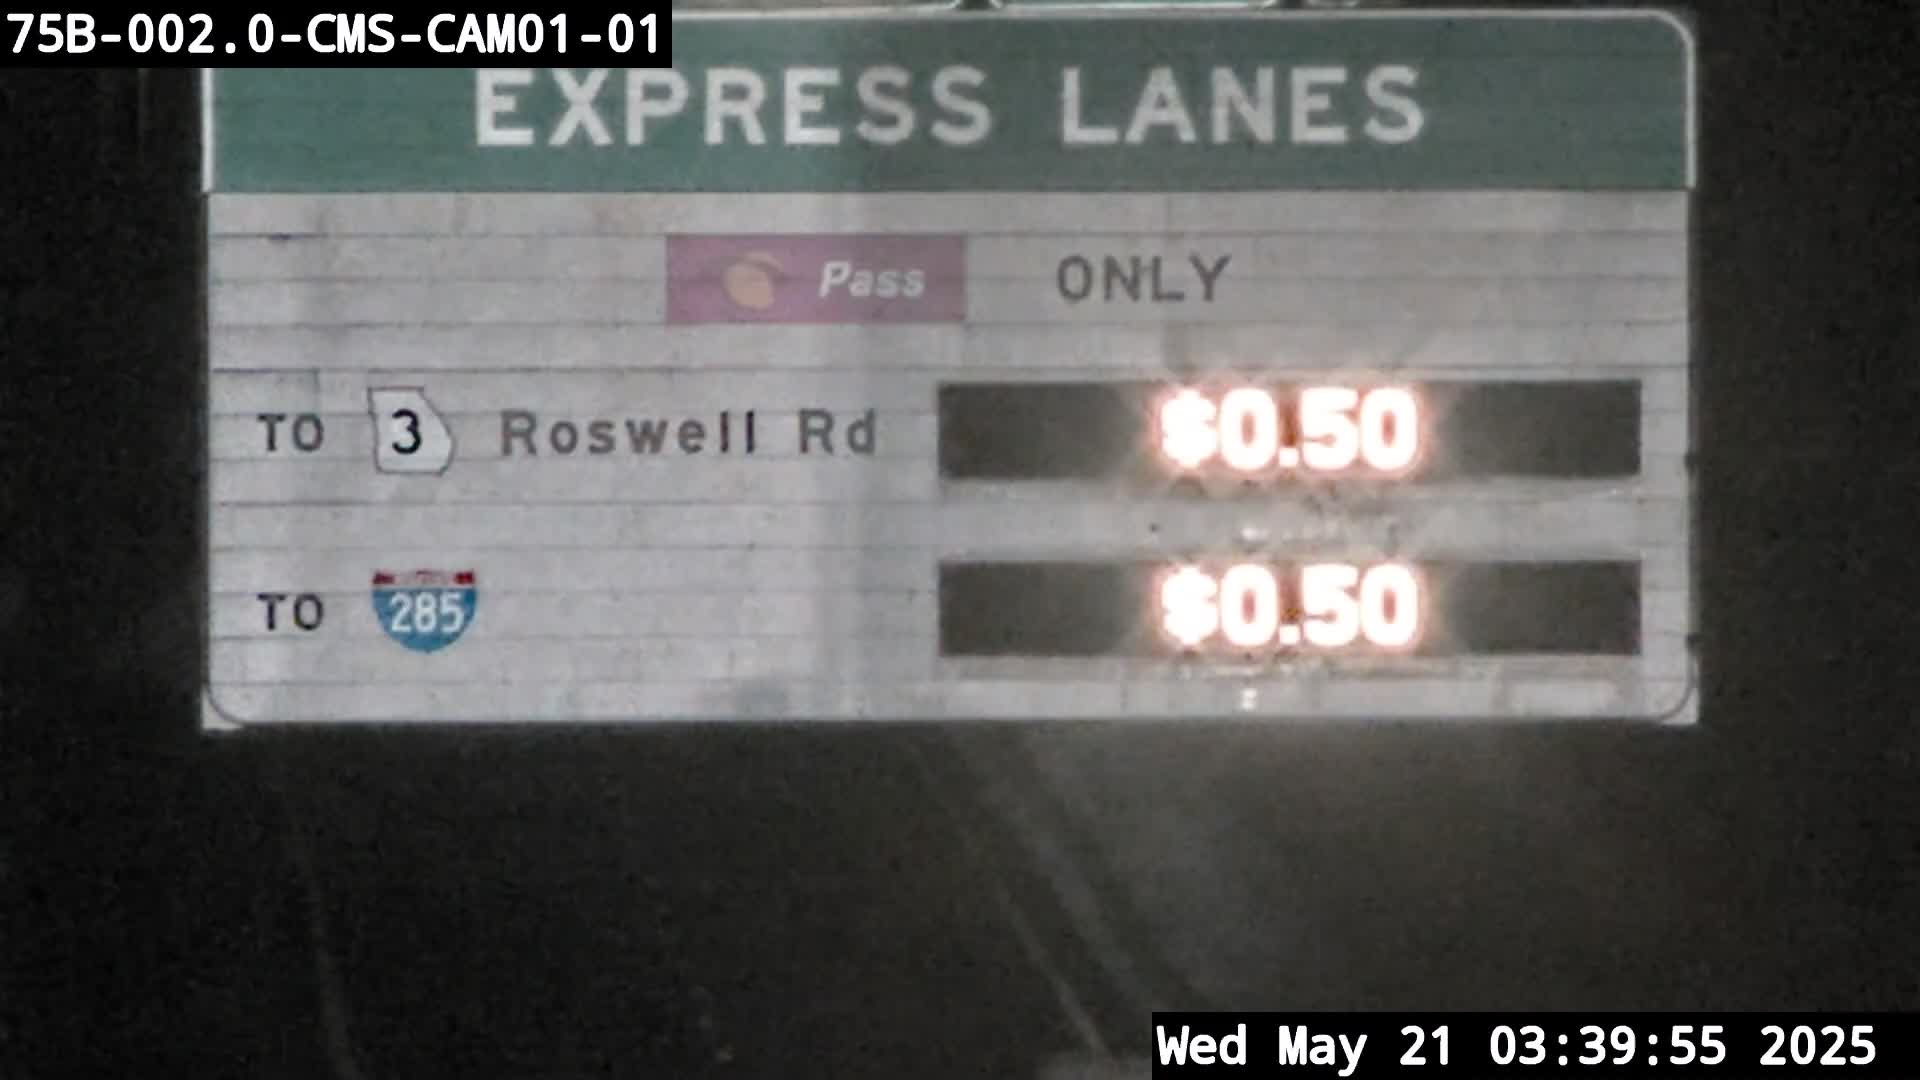 75B-002.0-CMS-CAM01-01
EXPRESS LANES
Pass ONLY
TO 3 Roswell Rd $0.50
TO 285 $0.50
Wed May 21 03:39:55 2025